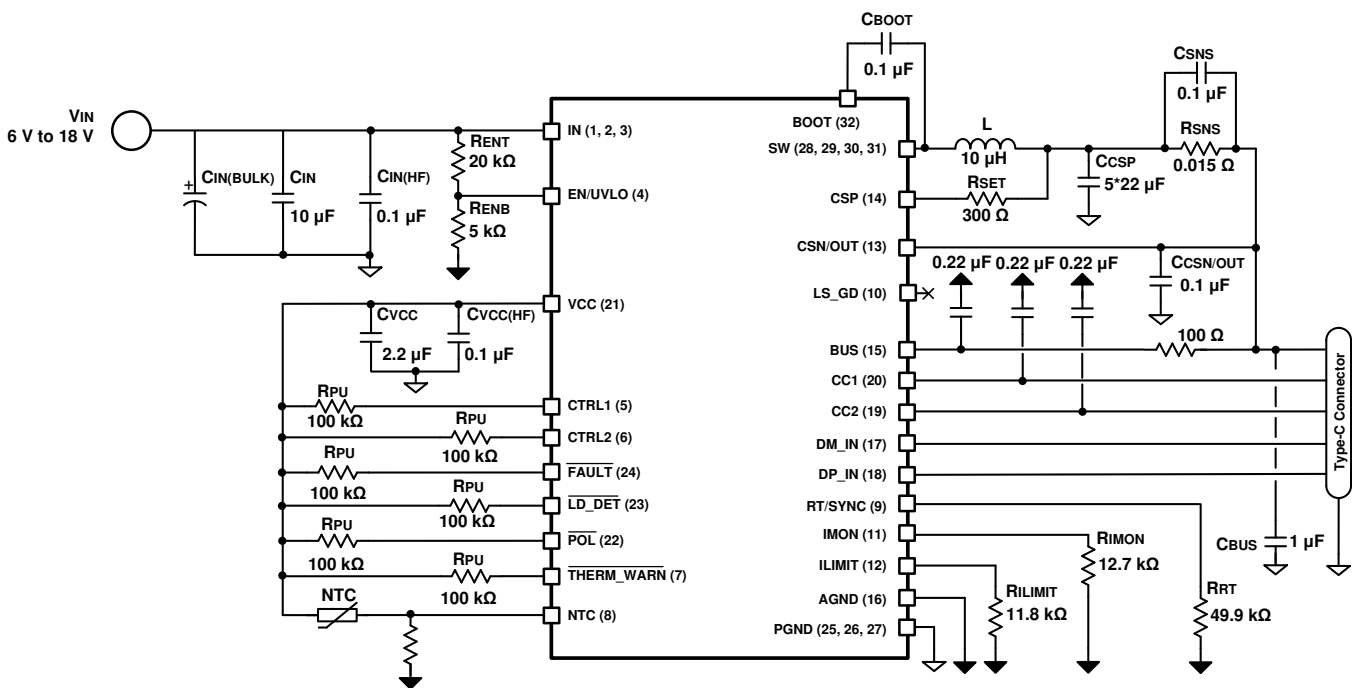 CBOOT
0.1 µF
CSNS
0.1 µF
VIN
6 V to 18 V
IN (1, 2, 3)
BOOT (32)
SW (28, 29, 30, 31)
L
10 µH
RSNS
0.015 Ω
CCSP
5*22 µF
RENT
20 kΩ
CIN(BULK)
CIN
10 µF
CIN(HF)
0.1 µF
EN/UVLO (4)
RENB
5 kΩ
CSP (14)
RSET
300 Ω
CSN/OUT (13)
0.22 µF
0.22 µF
0.22 µF
CCSN/OUT
0.1 µF
LS_GD (10)
VCC (21)
CVCC
2.2 µF
CVCC(HF)
0.1 µF
BUS (15)
100 Ω
CC1 (20)
CC2 (19)
DM_IN (17)
DP_IN (18)
Type-C Connector
RPU
100 kΩ
CTRL1 (5)
RPU
100 kΩ
CTRL2 (6)
RPU
100 kΩ
FAULT (24)
RPU
100 kΩ
LD_DET (23)
RPU
100 kΩ
POL (22)
RPU
100 kΩ
THERM_WARN (7)
NTC
NTC (8)
RT/SYNC (9)
IMON (11)
RIMON
12.7 kΩ
CBUS
1 µF
ILIMIT (12)
RILIMIT
11.8 kΩ
RRT
49.9 kΩ
AGND (16)
PGND (25, 26, 27)